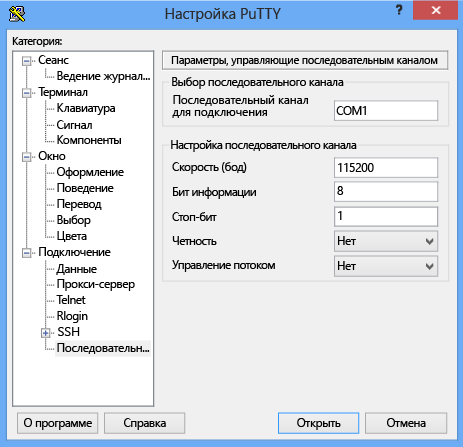 Настройка PuTTY
?
Категория:
Сеанс
Ведение журнал...
Терминал
Клавиатура
Сигнал
Компоненты
Окно
Оформление
Поведение
Перевод
Выбор
Цвета
Подключение
Данные
Прокси-сервер
Telnet
Rlogin
SSH
Последовательн...
Параметры, управляющие последовательным каналом
Выбор последовательного канала
Последовательный канал
для подключения
COM1
Настройка последовательного канала
Скорость (бод) 115200
Бит информации 8
Стоп-бит 1
Четность Нет
Управление потоком Нет
О программе Справка Открыть Отмена